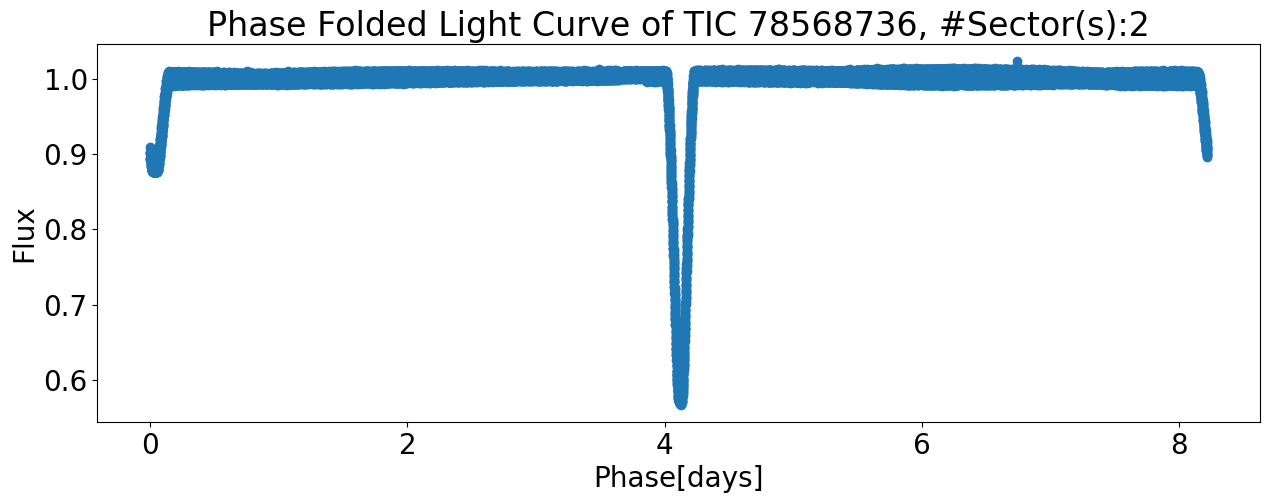 Phase Folded Light Curve of TIC 78568736, #Sector(s):2
1.0
0.9
0.8
0.7
0.6
Flux
0 2 4 6 8
Phase[days]